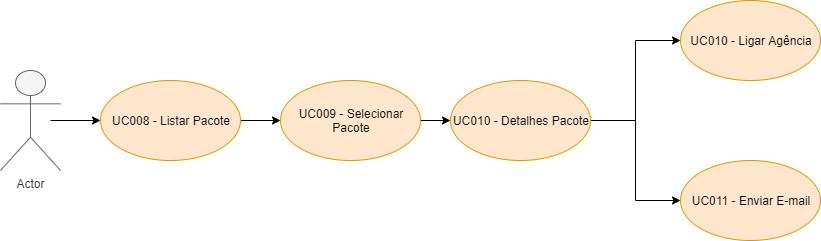 Actor
UC008 - Listar Pacote
UC009 - Selecionar
Pacote
UC010 - Detalhes Pacote
UC010 - Ligar Agência
UC011 - Enviar E-mail